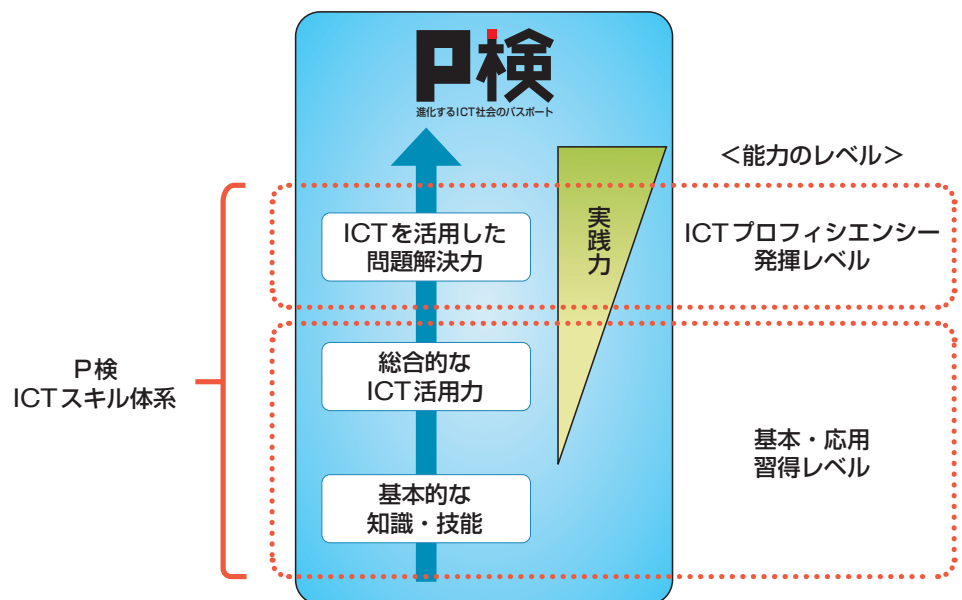 P検
進化するICT社会のパスポート
＜能力のレベル＞
ICTを活用した
問題解決力
実践力
ICTプロフィシエンシー
発揮レベル
P検
ICTスキル体系
総合的な
ICT活用力
基本・応用
習得レベル
基本的な
知識・技能